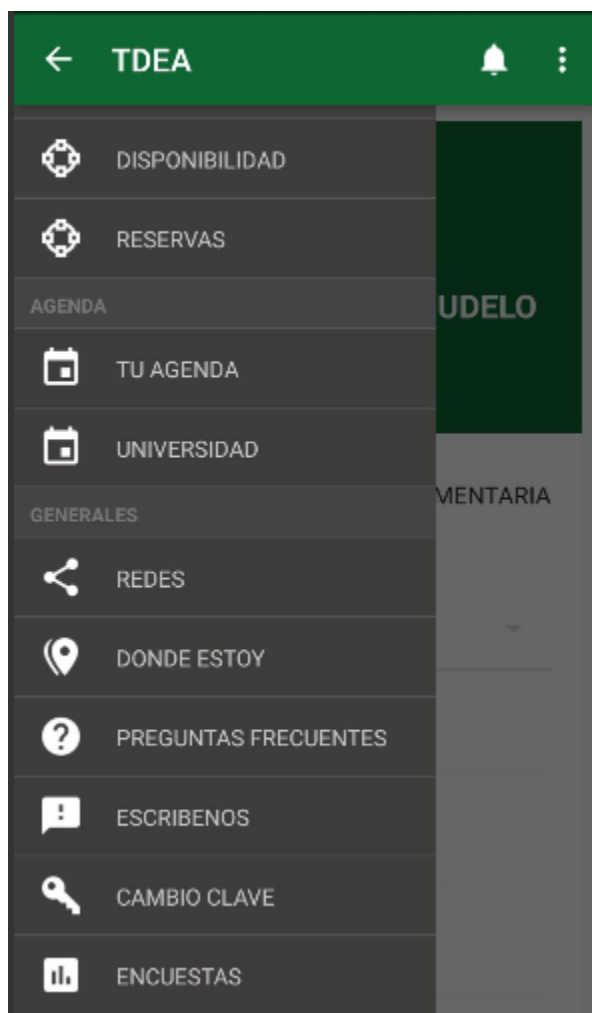 TDEA
DISPONIBILIDAD
RESERVAS
AGENDA
UDELO
TU AGENDA
UNIVERSIDAD
MENTARIA
GENERALES
REDES
DONDE ESTOY
PREGUNTAS FRECUENTES
ESCRIBENOS
CAMBIO CLAVE
ENCUESTAS